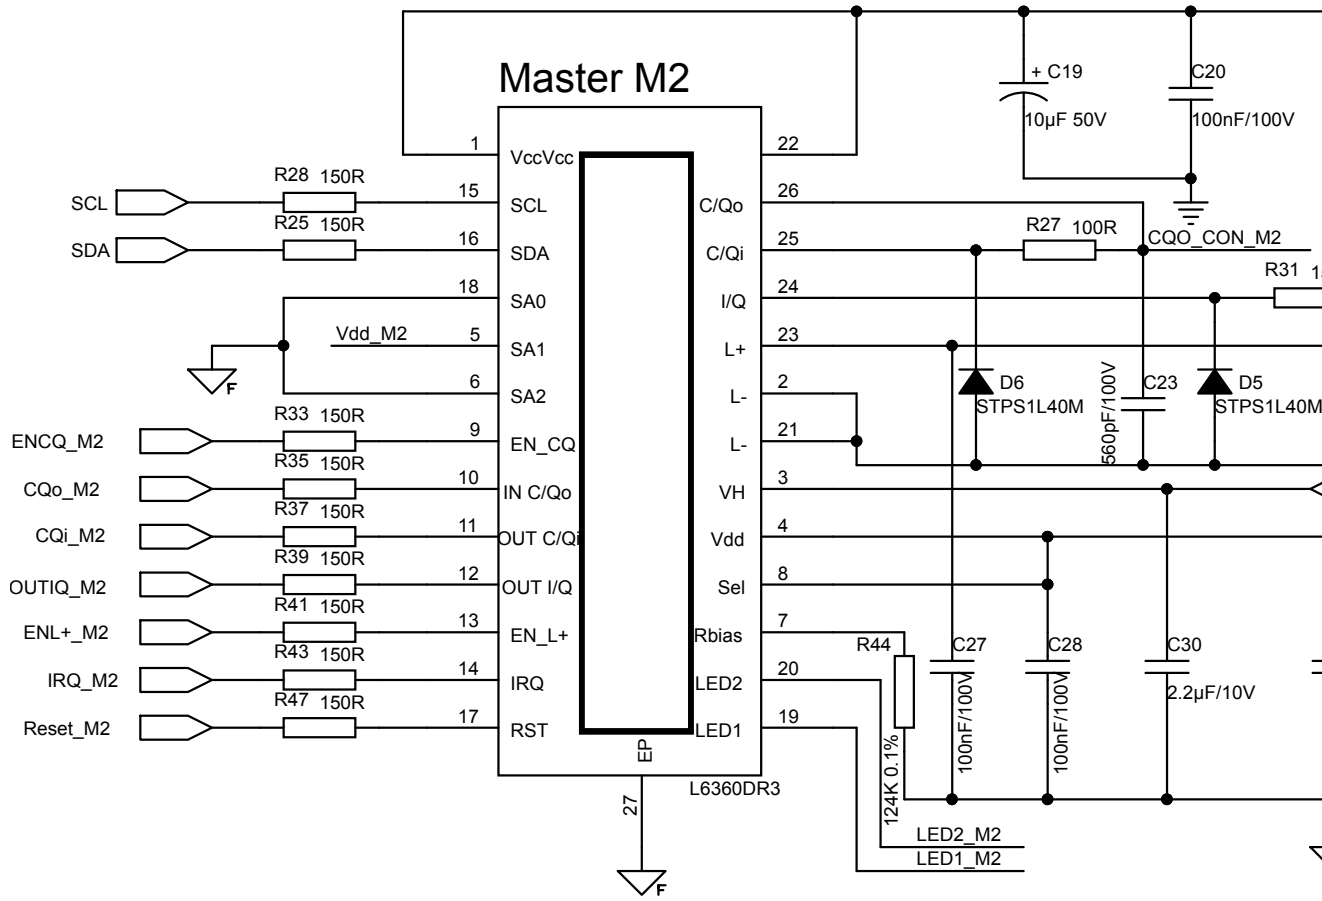 Master M2
+ C19
10µF 50V
C20
100nF/100V
1
VccVcc
22
SCL
R28 150R
15
SCL
C/Qo
26
SDA
R25 150R
16
SDA
C/Qi
25
R27 100R
CQO_CON_M2
18
SA0
I/Q
24
R31
Vdd_M2
5
SA1
L+
23
F
6
SA2
L-
2
D6
STPS1L40M
560pF/100V
C23
D5
STPS1L40M
ENCQ_M2
R33 150R
9
EN_CQ
L-
21
CQo_M2
R35 150R
10
IN C/Qo
VH
3
CQi_M2
R37 150R
11
OUT C/Qi
Vdd
4
OUTIQ_M2
R39 150R
12
OUT I/Q
Sel
8
ENL+_M2
R41 150R
13
EN_L+
Rbias
7
R44
124K 0.1%
C27
100nF/100V
C28
100nF/100V
C30
2.2µF/10V
IRQ_M2
R43 150R
14
IRQ
LED2
20
Reset_M2
R47 150R
17
RST
LED1
19
EP
L6360DR3
27
F
LED2_M2
LED1_M2